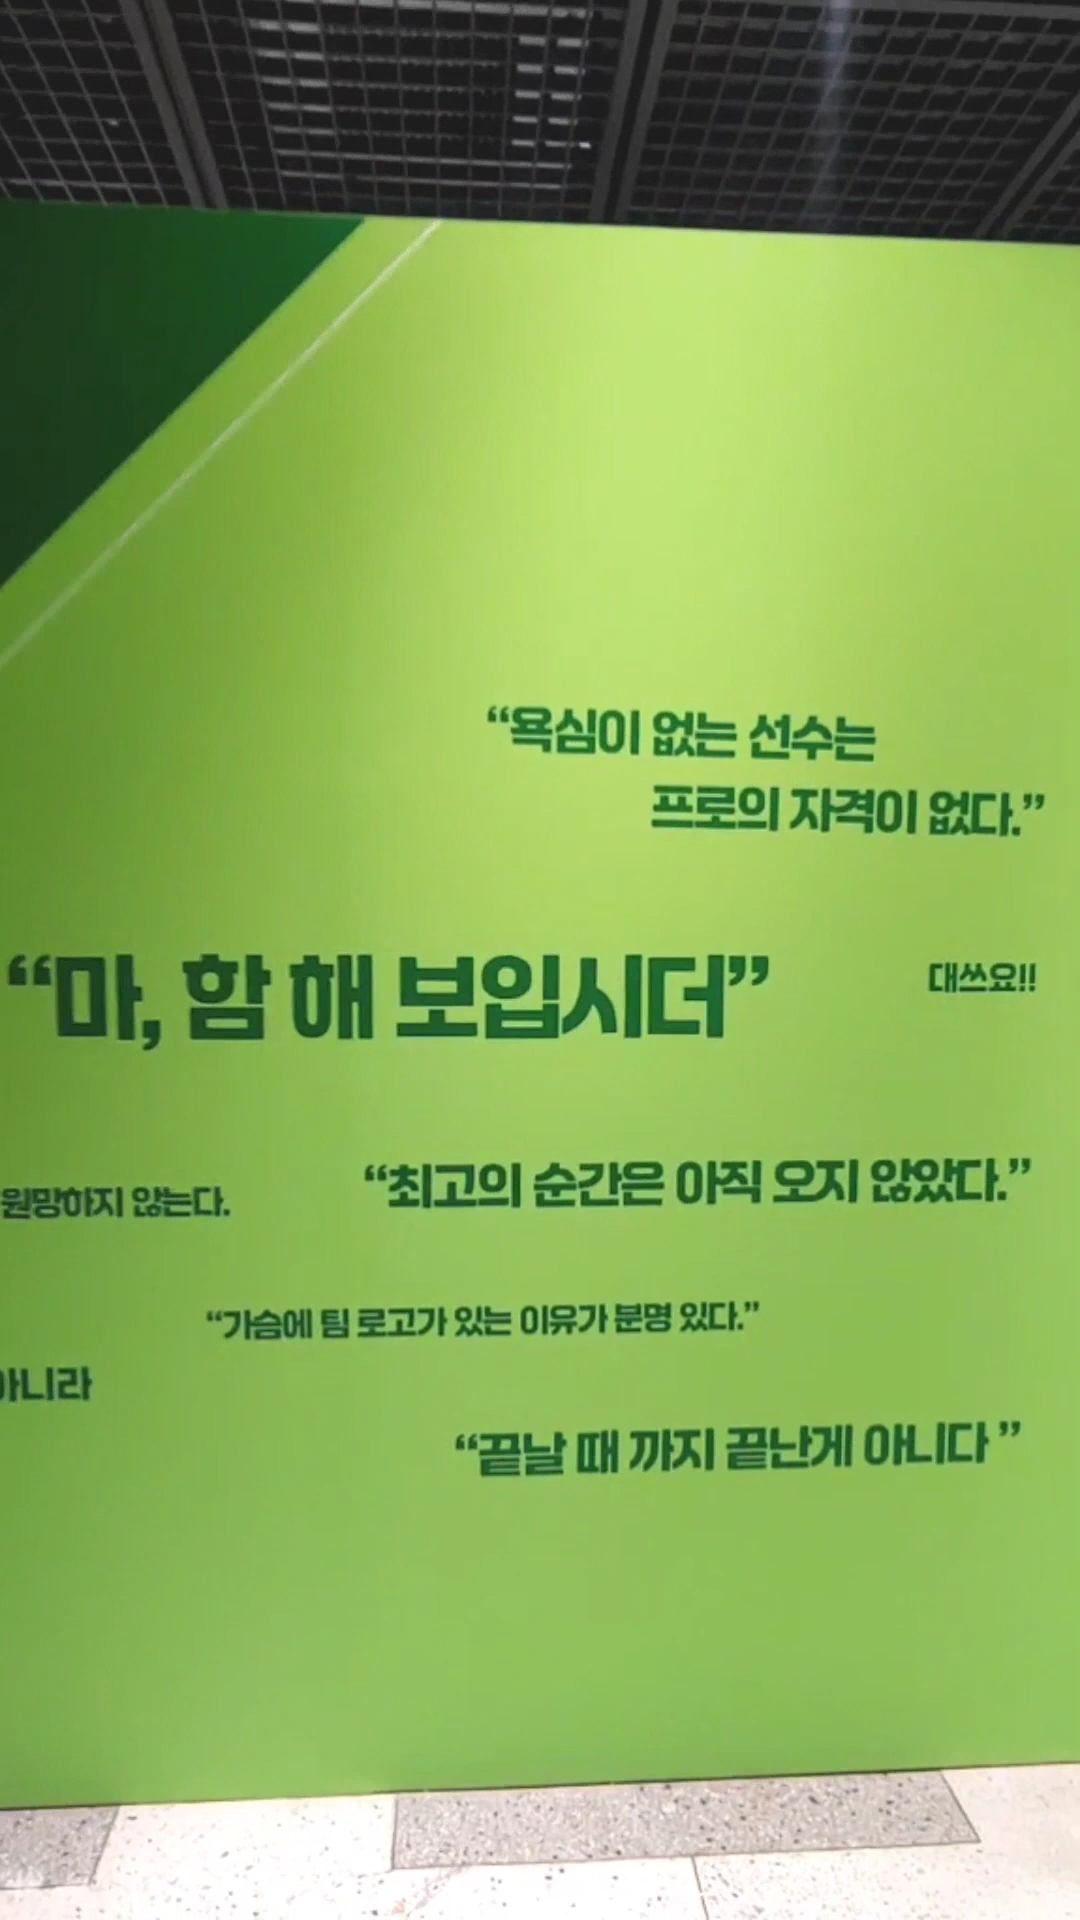 “욕심이 없는 선수는
프로의 자격이 없다.”
“마, 함 해 보입시더”
대쓰요!!
원망하지 않는다.
“최고의 순간은 아직 오지 않았다.”
“가슴에 팀 로고가 있는 이유가 분명 있다.”
아니라
“끝날 때 까지 끝난게 아니다 ”